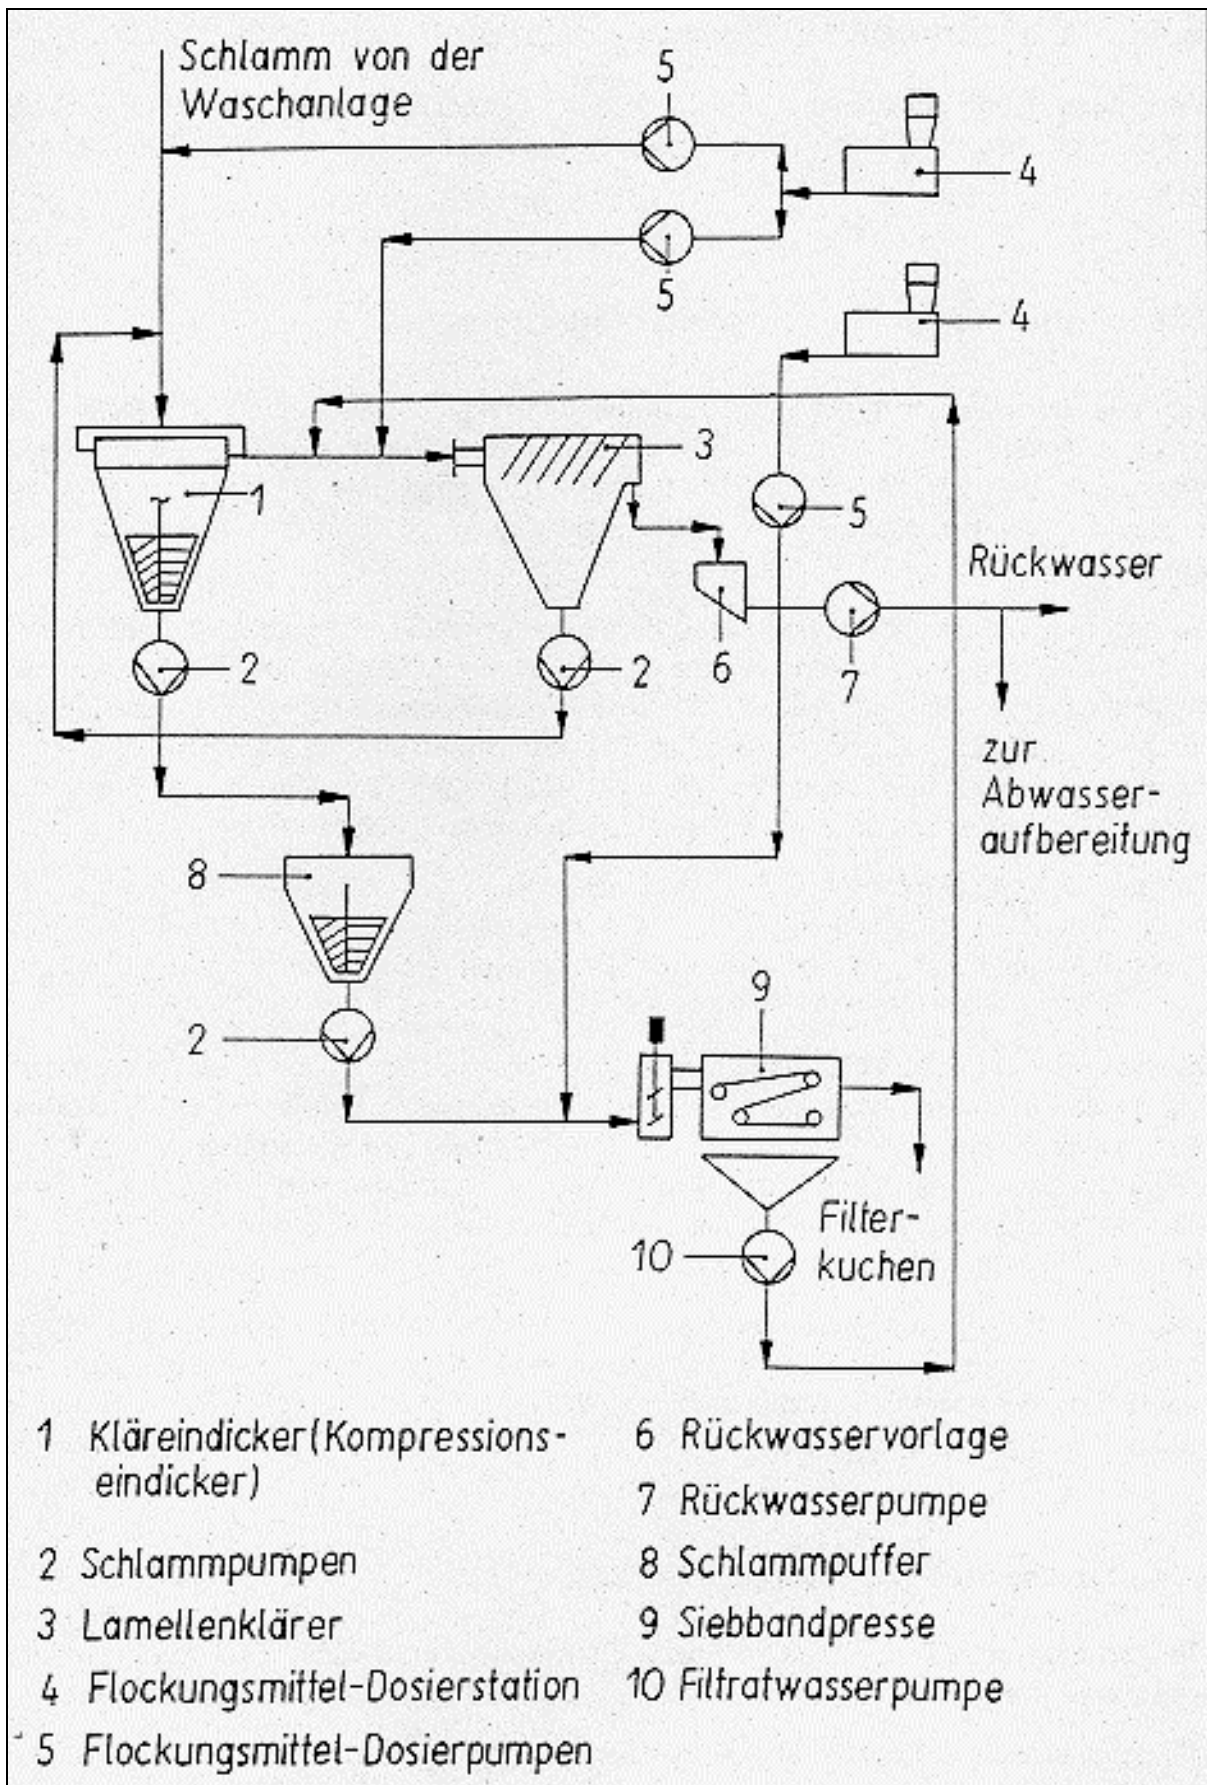 Schlamm von der
Waschanlage
5
4
5
4
3
1
5
Rückwasser
2
2
6
7
zur
Abwasser-
aufbereitung
8
9
2
Filter-
kuchen
10
1 Kläreindicker(Kompressions-
eindicker)
2 Schlammpumpen
3 Lamellenklärer
4 Flockungsmittel-Dosierstation
5 Flockungsmittel-Dosierpumpen
6 Rückwasservorlage
7 Rückwasserpumpe
8 Schlammpuffer
9 Siebbandpresse
10 Filtratwasserpumpe